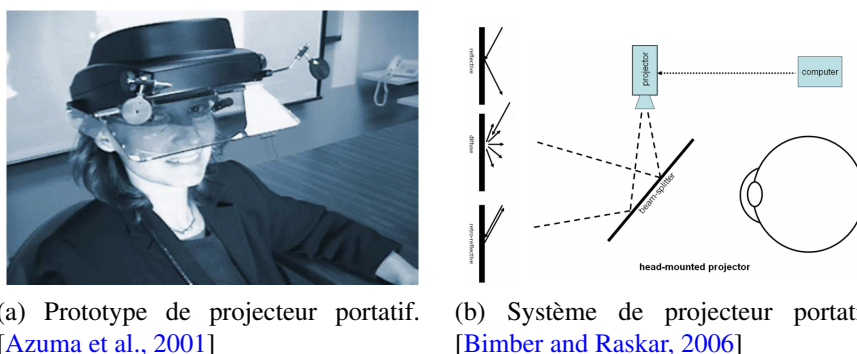 reflective
diffuse
retro-reflective
projector
computer
beam-splitter
head-mounted projector
(a) Prototype de projecteur portatif.
[Azuma et al., 2001]
(b) Système de projecteur portati
[Bimber and Raskar, 2006]